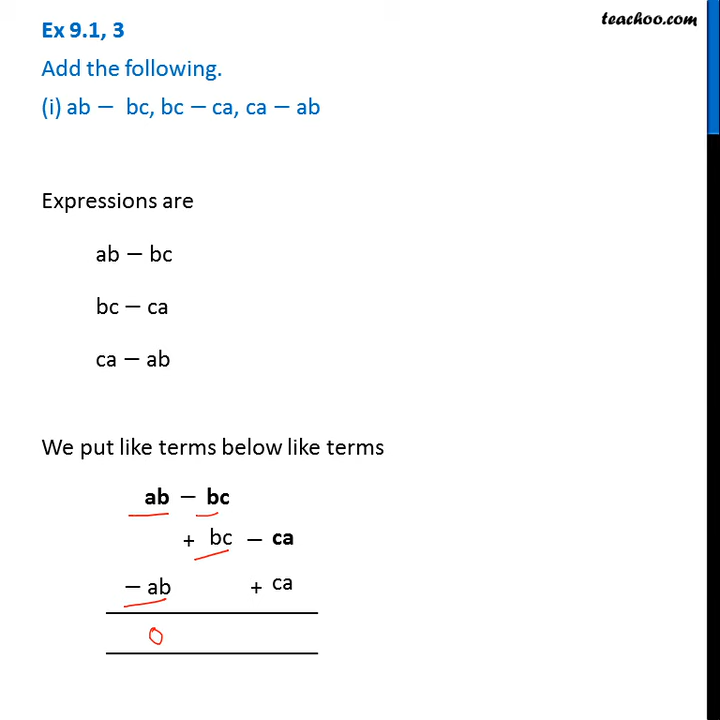 teachoo.com
Ex 9.1, 3
Add the following.
(i) ab − bc, bc − ca, ca − ab
Expressions are
ab − bc
bc − ca
ca − ab
We put like terms below like terms
ab − bc
+ bc − ca
− ab + ca
0